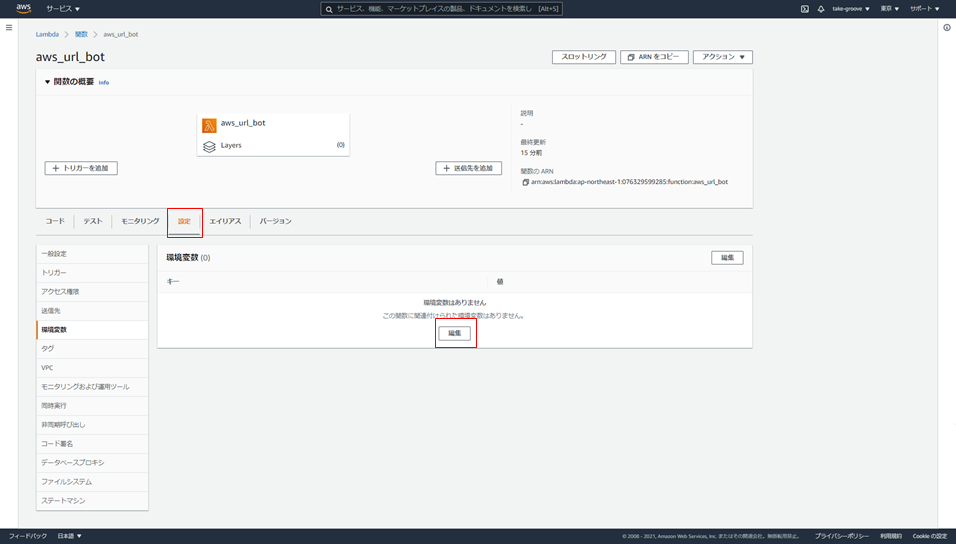 aws
サービス ▼
サービス、機能、マーケットプレイスの製品、ドキュメントを検索し [Alt+S]
take-groove ▼
東京 ▼
サポート ▼
Lambda > 関数 > aws_url_bot
aws_url_bot
スロットリング
ARN をコピー
アクション ▼
▼ 関数の概要 Info
aws_url_bot
Layers (0)
+ トリガーを追加
+ 送信先を追加
説明
-
最終更新
15 分前
関数の ARN
arn:aws:lambda:ap-northeast-1:076329599285:function:aws_url_bot
コード
テスト
モニタリング
設定
エイリアス
バージョン
一般設定
トリガー
アクセス権限
送信先
環境変数
タグ
VPC
モニタリングおよび運用ツール
同時実行
非同期呼び出し
コード署名
データベースプロキシ
ファイルシステム
ステートマシン
環境変数 (0)
編集
キー
値
環境変数はありません
この関数に関連付けられた環境変数はありません。
編集
フィードバック
日本語 ▼
© 2008 - 2021, Amazon Web Services, Inc. またはその関連会社。無断転用禁止。
プライバシーポリシー
利用規約
Cookie の設定